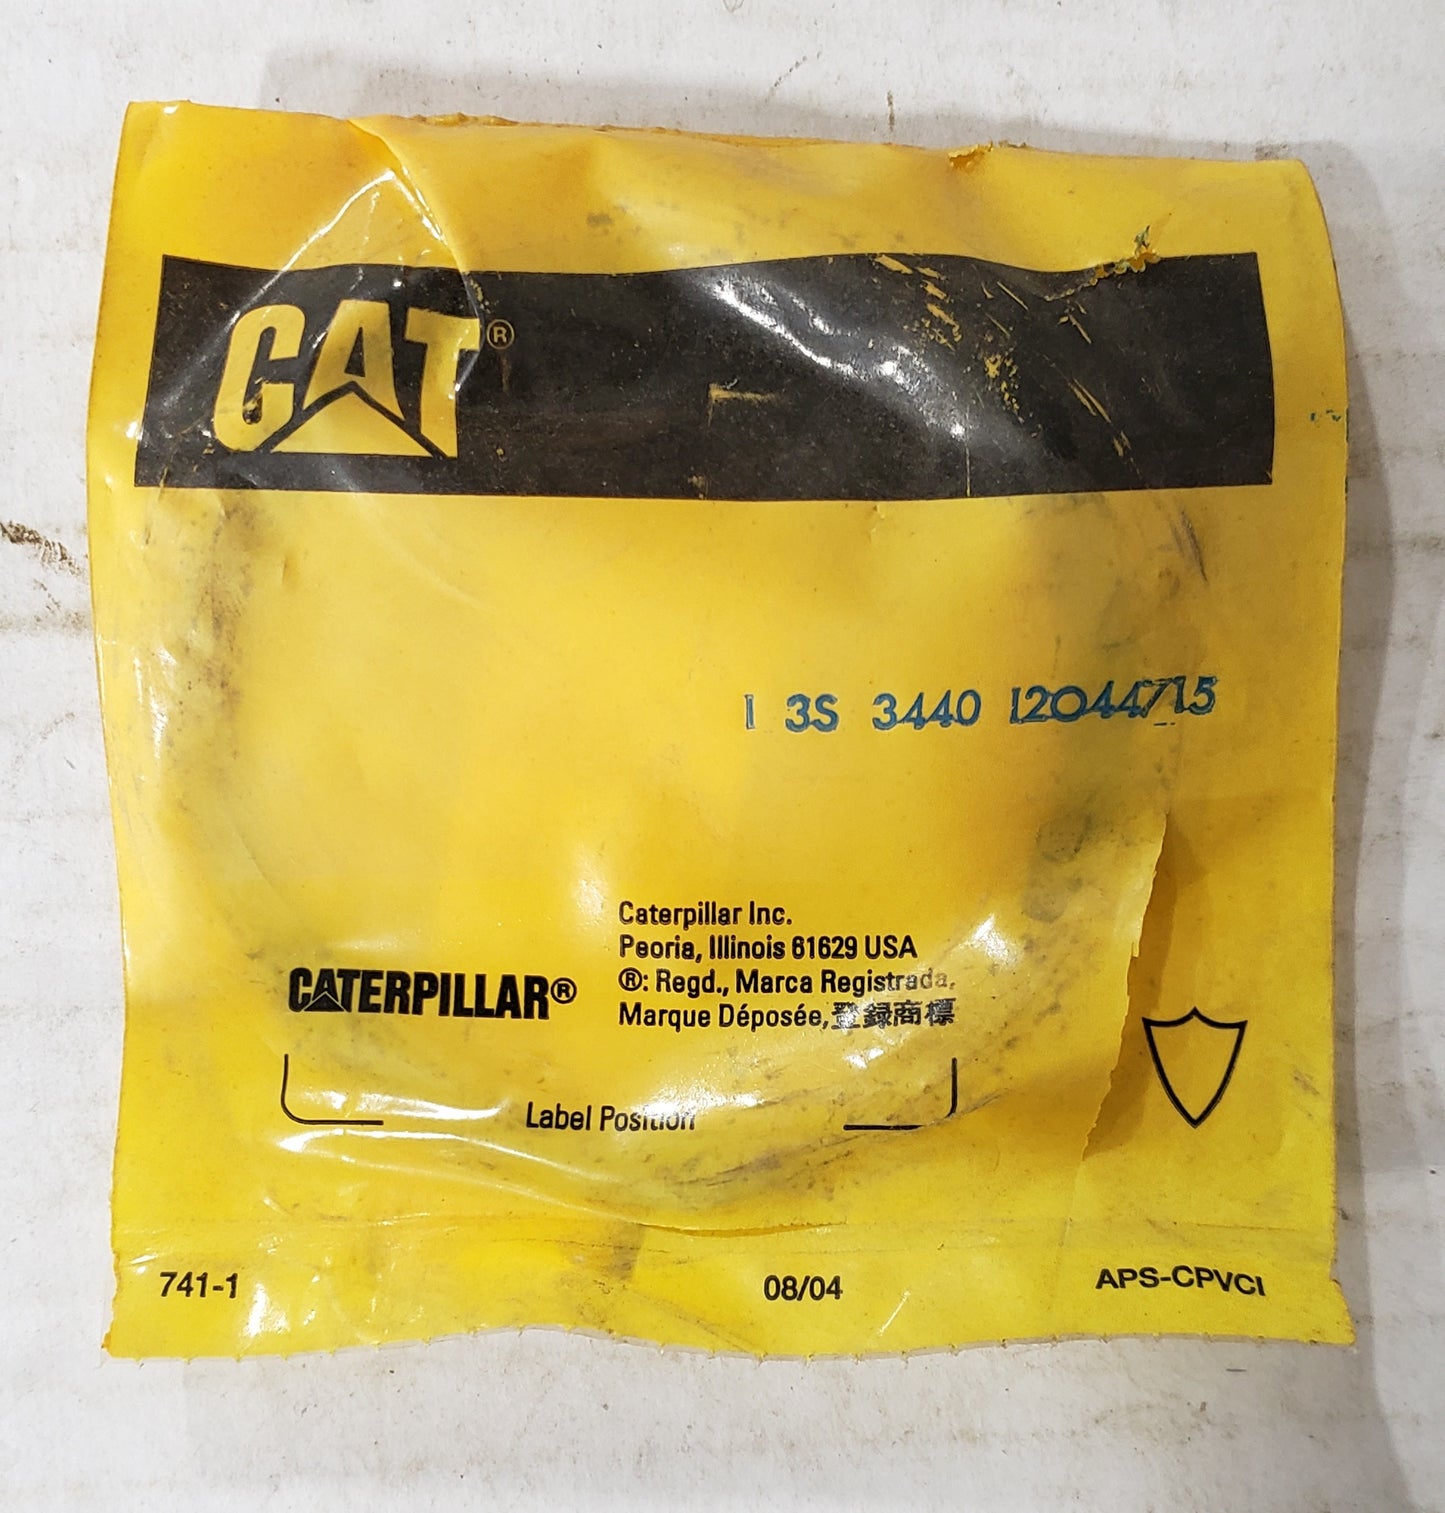 CAT®
1 3S 3440 12044715
CATERPILLAR®
Caterpillar Inc.
Peoria, Illinois 61629 USA
®: Regd., Marca Registrada,
Marque Déposée, 登録商標
Label Position
741-1
08/04
APS-CPVCI